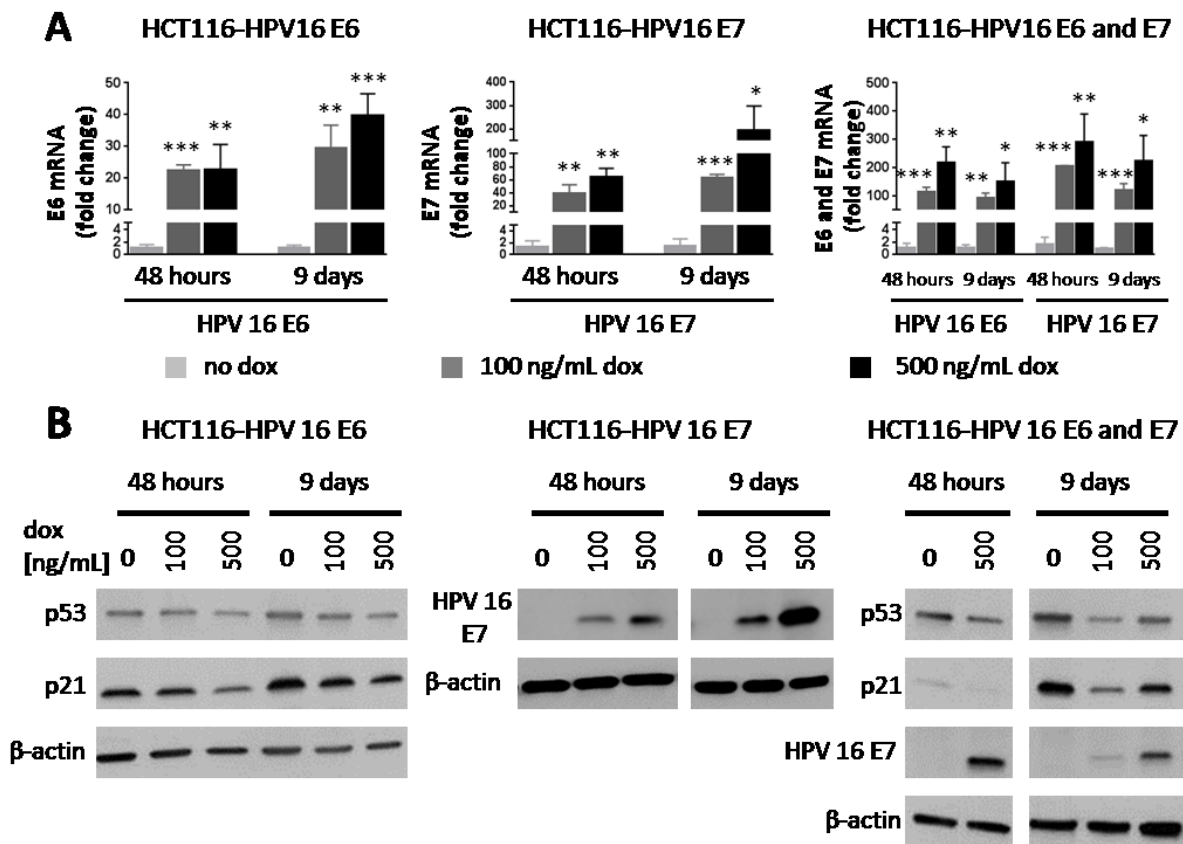 A
HCT116-HPV16 E6
HCT116-HPV16 E7
HCT116-HPV16 E6 and E7
E6 mRNA
(fold change)
50
40
30
20
10
4
2
0
***
**
**
***
48 hours
9 days
HPV 16 E6
E7 mRNA
(fold change)
400
300
200
100
80
60
40
20
4
2
0
**
**
***
*
48 hours
9 days
HPV 16 E7
E6 and E7 mRNA
(fold change)
500
400
300
200
100
4
2
0
***
**
**
*
***
**
***
*
48 hours
9 days
48 hours
9 days
HPV 16 E6
HPV 16 E7
no dox
100 ng/mL dox
500 ng/mL dox
B
HCT116-HPV 16 E6
HCT116-HPV 16 E7
HCT116-HPV 16 E6 and E7
48 hours
9 days
48 hours
9 days
48 hours
9 days
dox
[ng/mL]
0 100 500 0 100 500
0 100 500 0 100 500
0 500 0 100 500
p53
p21
β-actin
HPV 16
E7
β-actin
p53
p21
HPV 16 E7
β-actin